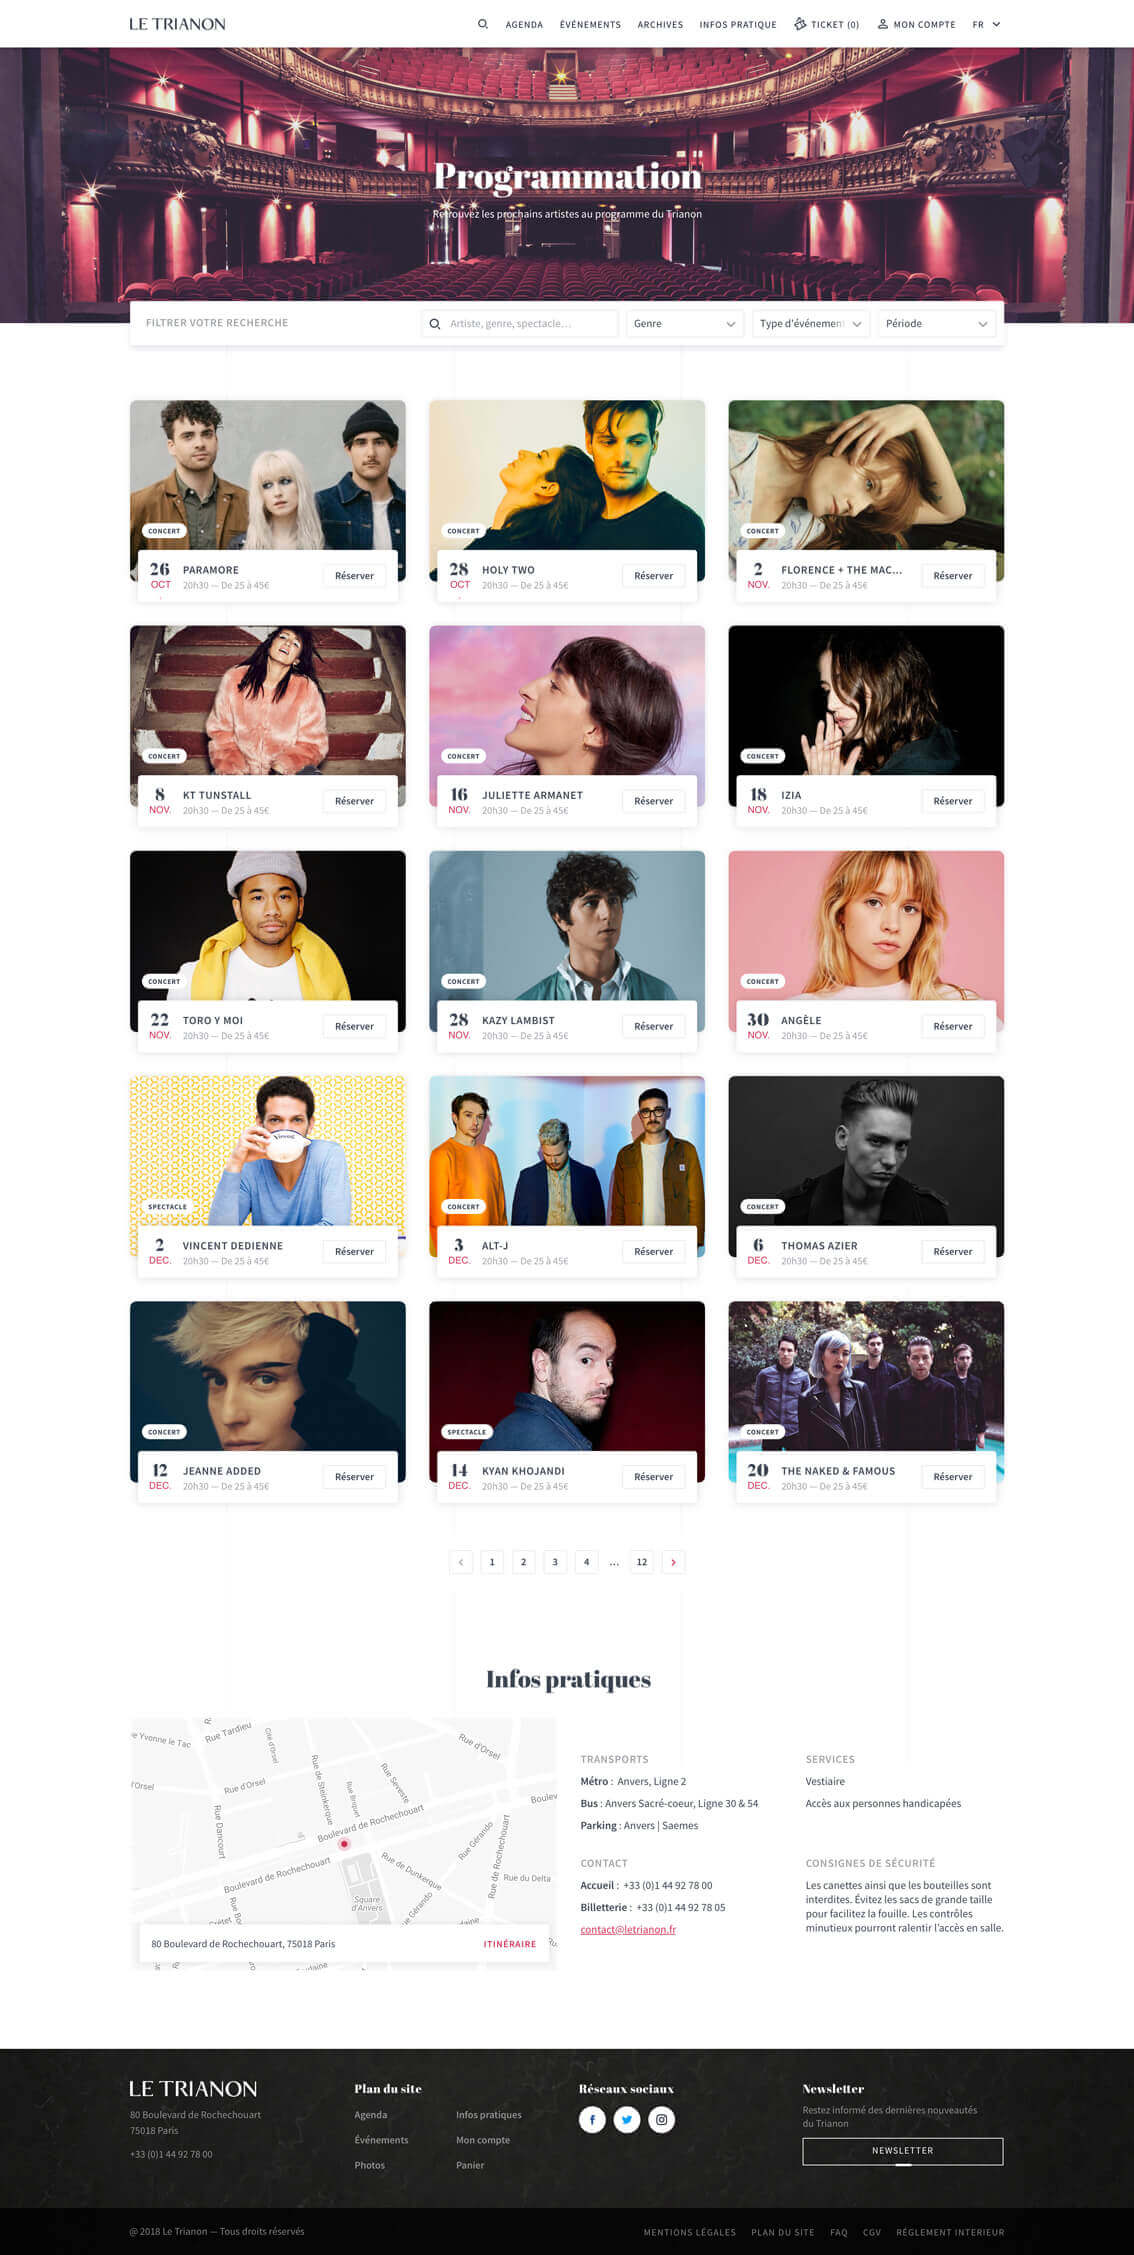 LE TRIANON
AGENDA
ÉVÉNEMENTS
ARCHIVES
INFOS PRATIQUE
TICKET (0)
MON COMPTE
FR
Programmation
Retrouvez les prochains artistes au programme du Trianon
FILTRER VOTRE RECHERCHE
Artiste, genre, spectacle...
Genre
Type d'événement
Période
CONCERT
26 OCT.
PARAMORE
20h30 — De 25 à 45€
Réserver
CONCERT
28 OCT.
HOLY TWO
20h30 — De 25 à 45€
Réserver
CONCERT
2 NOV.
FLORENCE + THE MAC...
20h30 — De 25 à 45€
Réserver
CONCERT
8 NOV.
KT TUNSTALL
20h30 — De 25 à 45€
Réserver
CONCERT
16 NOV.
JULIETTE ARMANET
20h30 — De 25 à 45€
Réserver
CONCERT
18 NOV.
IZIA
20h30 — De 25 à 45€
Réserver
CONCERT
22 NOV.
TORO Y MOI
20h30 — De 25 à 45€
Réserver
CONCERT
28 NOV.
KAZY LAMBIST
20h30 — De 25 à 45€
Réserver
CONCERT
30 NOV.
ANGÈLE
20h30 — De 25 à 45€
Réserver
SPECTACLE
2 DEC.
VINCENT DEDIENNE
20h30 — De 25 à 45€
Réserver
CONCERT
3 DEC.
ALT-J
20h30 — De 25 à 45€
Réserver
CONCERT
6 DEC.
THOMAS AZIER
20h30 — De 25 à 45€
Réserver
CONCERT
12 DEC.
JEANNE ADDED
20h30 — De 25 à 45€
Réserver
SPECTACLE
14 DEC.
KYAN KHOJANDI
20h30 — De 25 à 45€
Réserver
CONCERT
20 DEC.
THE NAKED & FAMOUS
20h30 — De 25 à 45€
Réserver
1 2 3 4 ... 12
Infos pratiques
e Yvonne le Tac
Rue Tardieu
Cité d'Orsel
Rue d'Orsel
Rue de Steinkerque
Rue Seveste
Rue d'Orsel
Rue Briquet
Rue Dancourt
Boulevard de Rochechouart
Boulevard de Rochechouart
Rue de Dunkerque
Rue Gérando
Rue de Rochechouart
Rue du Delta
Square d'Anvers
80 Boulevard de Rochechouart, 75018 Paris
ITINÉRAIRE
TRANSPORTS
Métro : Anvers, Ligne 2
Bus : Anvers Sacré-coeur, Ligne 30 & 54
Parking : Anvers | Saemes
SERVICES
Vestiaire
Accès aux personnes handicapées
CONTACT
Accueil : +33 (0)1 44 92 78 00
Billetterie : +33 (0)1 44 92 78 05
contact@letrianon.fr
CONSIGNES DE SÉCURITÉ
Les canettes ainsi que les bouteilles sont
interdites. Évitez les sacs de grande taille
pour facilitez la fouille. Les contrôles
minutieux pourront ralentir l'accès en salle.
LE TRIANON
80 Boulevard de Rochechouart
75018 Paris
+33 (0)1 44 92 78 00
Plan du site
Agenda
Événements
Photos
Infos pratiques
Mon compte
Panier
Réseaux sociaux
Newsletter
Restez informé des dernières nouveautés
du Trianon
NEWSLETTER
@ 2018 Le Trianon — Tous droits réservés
MENTIONS LÉGALES
PLAN DU SITE
FAQ
CGV
RÉGLEMENT INTERIEUR